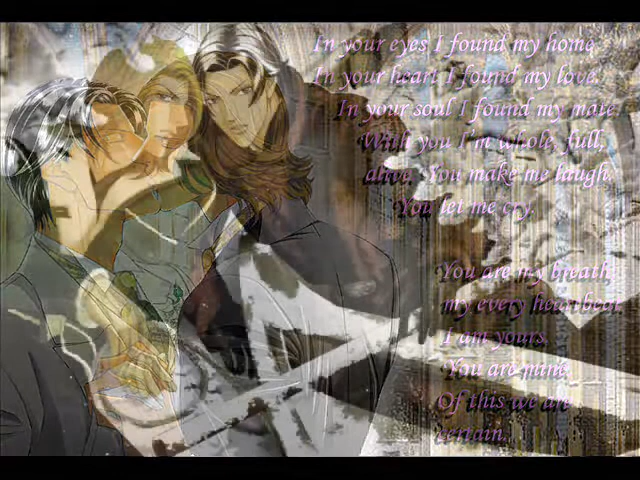 In your eyes I found my home.
In your heart I found my love.
In your soul I found my mate.
With you I'm whole, full,
alive. You make me laugh.
You let me cry.
You are my breath,
my every heartbeat.
I am yours.
You are mine.
Of this we are
certain.